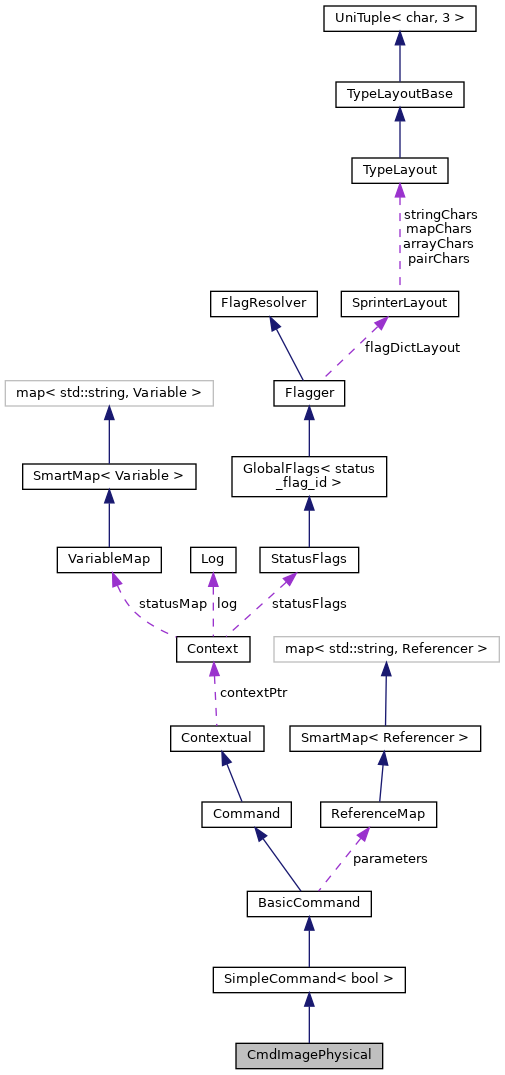 UniTuple< char, 3 >
TypeLayoutBase
TypeLayout
stringChars
mapChars
arrayChars
pairChars
FlagResolver
SprinterLayout
flagDictLayout
map< std::string, Variable >
Flagger
SmartMap< Variable >
GlobalFlags< status
_flag_id >
VariableMap
Log
StatusFlags
statusMap
log
statusFlags
Context
map< std::string, Referencer >
contextPtr
Contextual
SmartMap< Referencer >
Command
ReferenceMap
parameters
BasicCommand
SimpleCommand< bool >
CmdImagePhysical